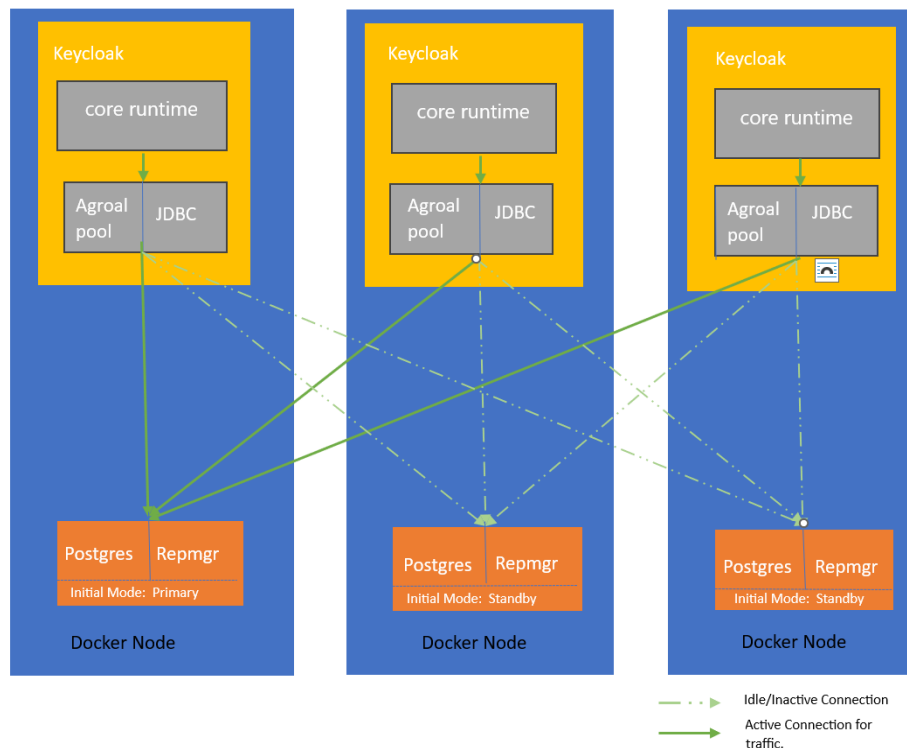 Keycloak
core runtime
Agroal
pool
JDBC
Postgres
Repmgr
Initial Mode: Primary
Docker Node
Keycloak
core runtime
Agroal
pool
JDBC
Postgres
Repmgr
Initial Mode: Standby
Docker Node
Keycloak
core runtime
Agroal
pool
JDBC
Postgres
Repmgr
Initial Mode: Standby
Docker Node
Idle/Inactive Connection
Active Connection for
traffic.